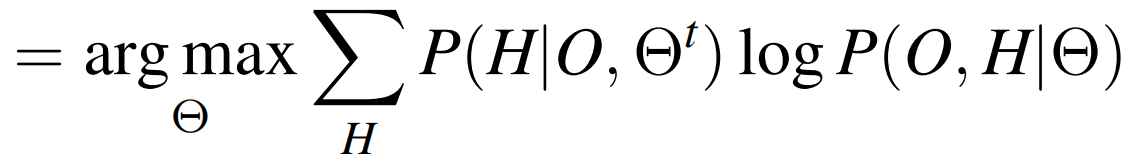 = arg max_Θ ∑_H P(H|O, Θ^t) log P(O, H|Θ)